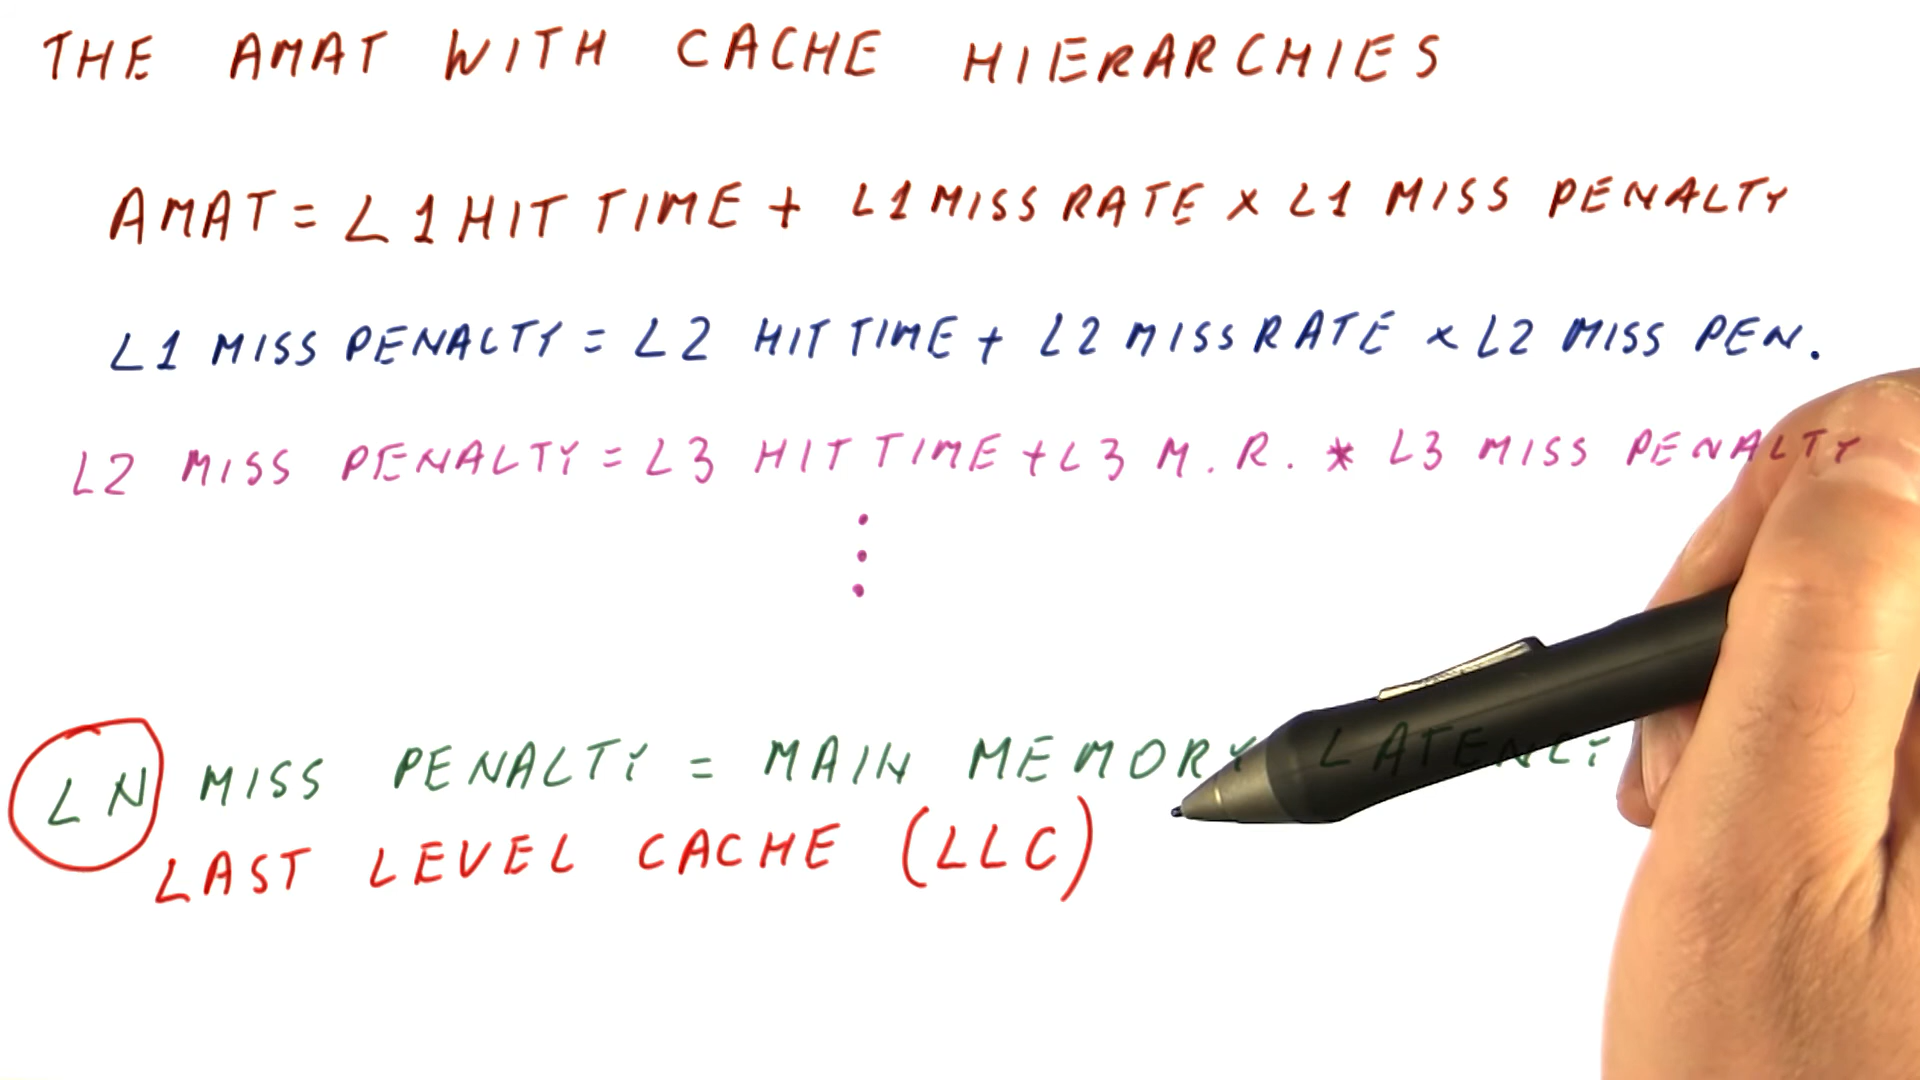 THE AMAT WITH CACHE HIERARCHIES
AMAT = L1 HIT TIME + L1 MISS RATE × L1 MISS PENALTY
L1 MISS PENALTY = L2 HIT TIME + L2 MISS RATE × L2 MISS PEN.
L2 MISS PENALTY = L3 HIT TIME + L3 M.R. * L3 MISS PENALTY
LN MISS PENALTY = MAIN MEMORY LATENCY
LAST LEVEL CACHE (LLC)